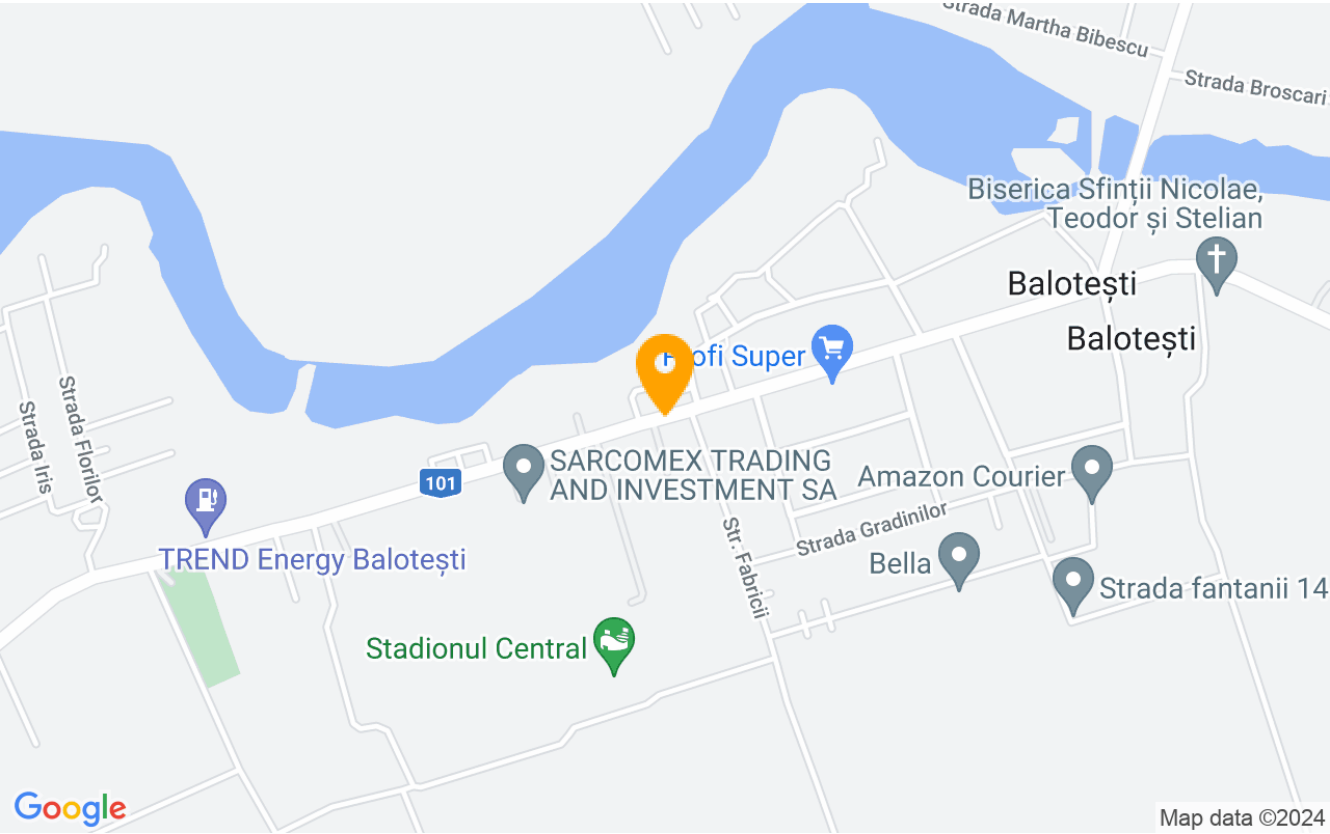 Strada Martha Bibescu
Strada Broscari
Biserica Sfinții Nicolae,
Teodor și Stelian
Balotești
Balotești
Profi Super
Strada Florilor
Strada Iris
SARCOMEX TRADING
AND INVESTMENT SA
101
Amazon Courier
Strada Gradinilor
Str. Fabricii
TREND Energy Balotești
Bella
Strada fantanii 14
Stadionul Central
Google
Map data ©2024